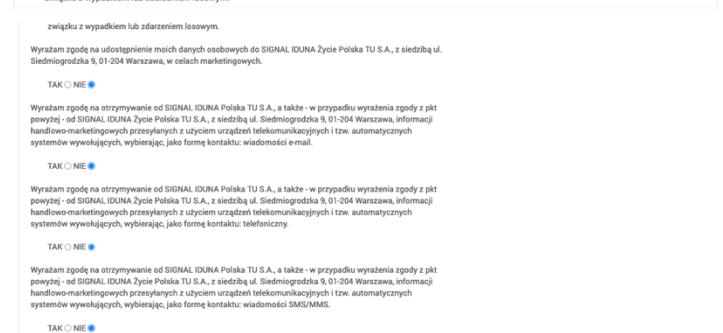 związku z wypadkiem lub zdarzeniem losowym.
Wyrażam zgodę na udostępnienie moich danych osobowych do SIGNAL IDUNA Życie Polska TU S.A., z siedzibą ul.
Siedmiogrodzka 9, 01-204 Warszawa, w celach marketingowych.
TAK NIE
Wyrażam zgodę na otrzymywanie od SIGNAL IDUNA Polska TU S.A., a także - w przypadku wyrażenia zgody z pkt
powyżej - od SIGNAL IDUNA Życie Polska TU S.A., z siedzibą ul. Siedmiogrodzka 9, 01-204 Warszawa, informacji
handlowo-marketingowych przesyłanych z użyciem urządzeń telekomunikacyjnych i tzw. automatycznych
systemów wywołujących, wybierając, jako formę kontaktu: wiadomości e-mail.
TAK NIE
Wyrażam zgodę na otrzymywanie od SIGNAL IDUNA Polska TU S.A., a także - w przypadku wyrażenia zgody z pkt
powyżej - od SIGNAL IDUNA Życie Polska TU S.A., z siedzibą ul. Siedmiogrodzka 9, 01-204 Warszawa, informacji
handlowo-marketingowych przesyłanych z użyciem urządzeń telekomunikacyjnych i tzw. automatycznych
systemów wywołujących, wybierając, jako formę kontaktu: telefoniczny.
TAK NIE
Wyrażam zgodę na otrzymywanie od SIGNAL IDUNA Polska TU S.A., a także - w przypadku wyrażenia zgody z pkt
powyżej - od SIGNAL IDUNA Życie Polska TU S.A., z siedzibą ul. Siedmiogrodzka 9, 01-204 Warszawa, informacji
handlowo-marketingowych przesyłanych z użyciem urządzeń telekomunikacyjnych i tzw. automatycznych
systemów wywołujących, wybierając, jako formę kontaktu: wiadomości SMS/MMS.
TAK NIE